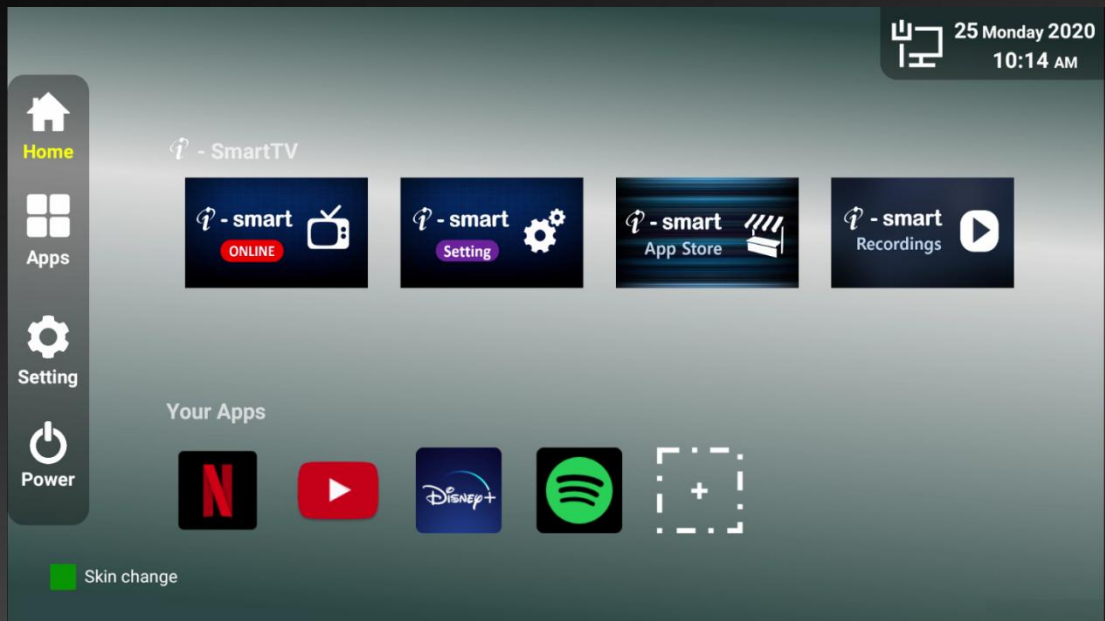 25 Monday 2020
10:14 AM
Home
Apps
Setting
Power
i - SmartTV
i - smart
ONLINE
i - smart
Setting
i - smart
App Store
i - smart
Recordings
Your Apps
N
Disney+
Skin change